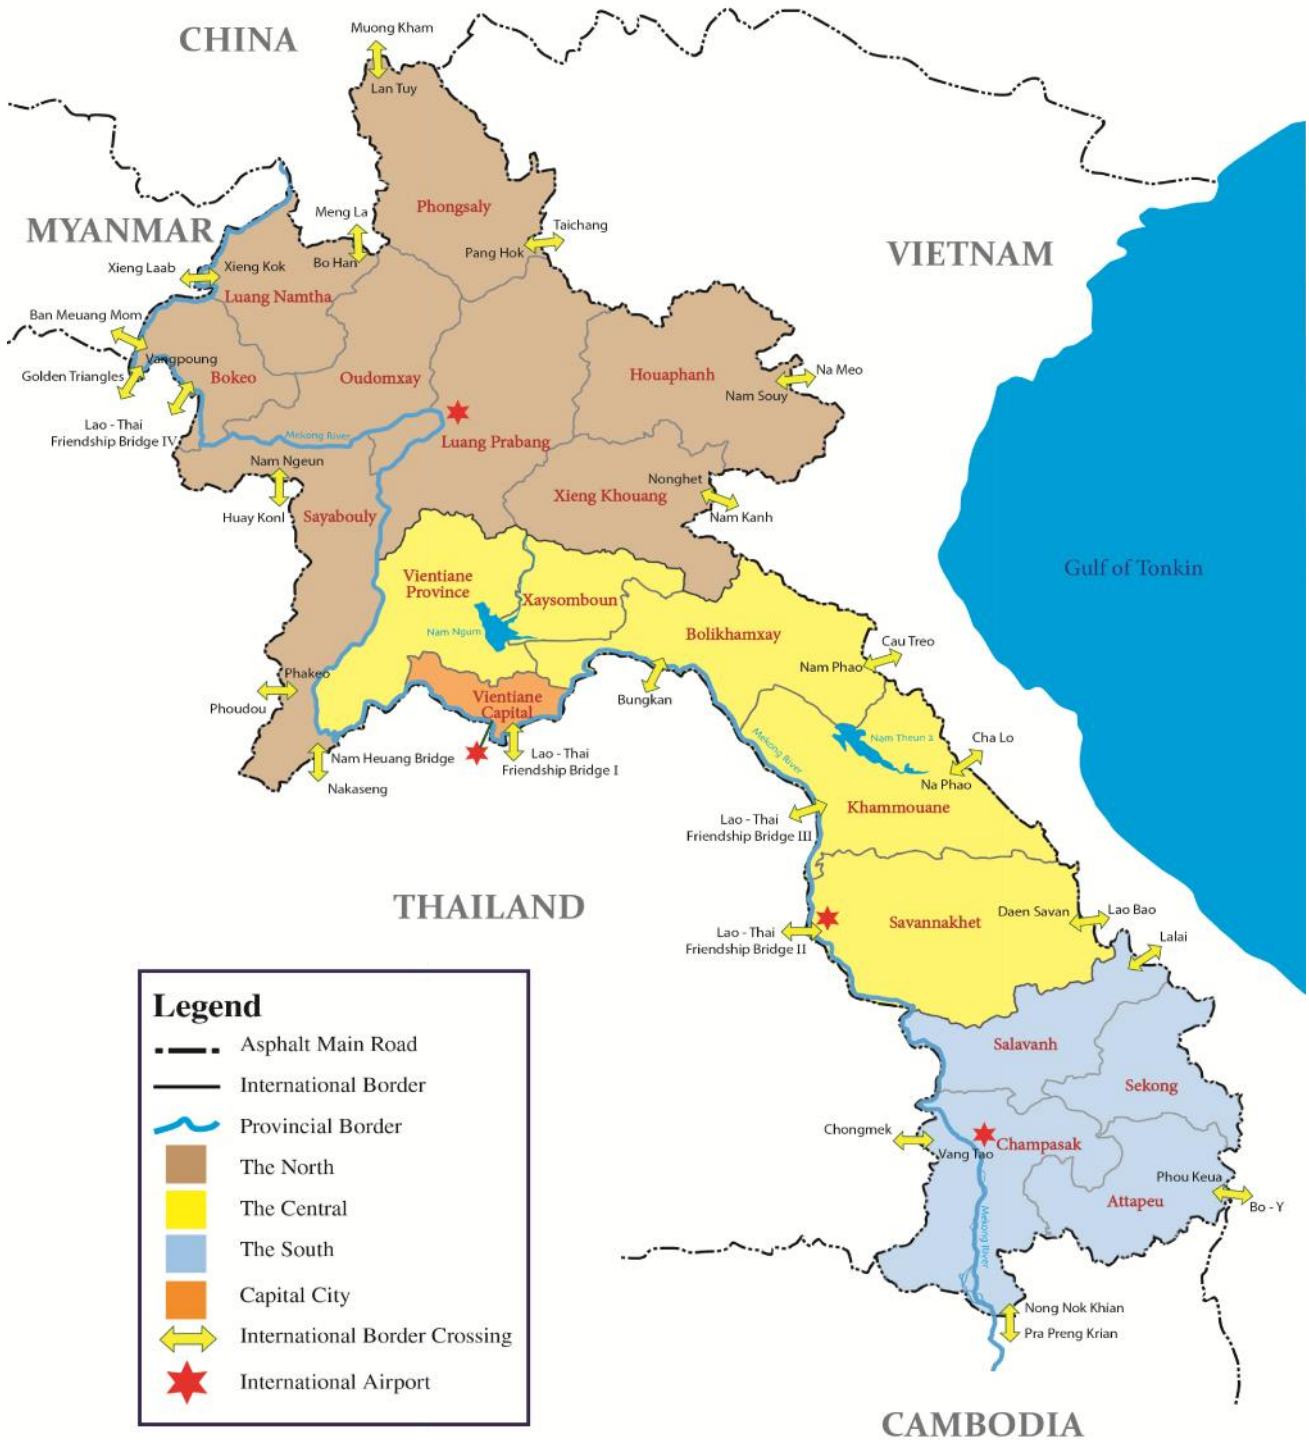 CHINA
Muong Kham
Lan Tuy
MYANMAR
Meng La
Phongsaly
Taichang
Pang Hok
VIETNAM
Xieng Laab
Xieng Kok
Bo Han
Luang Namtha
Ban Meuang Mom
Vangpoung
Golden Triangles
Bokeo
Oudomxay
Houaphanh
Na Meo
Nam Souy
Lao - Thai
Friendship Bridge IV
Mekong River
Luang Prabang
Nam Ngeun
Huay Konl
Sayabouly
Nonghet
Xieng Khouang
Nam Kanh
Gulf of Tonkin
Vientiane
Province
Xaysomboun
Nam Ngum
Bolikhamxay
Cau Treo
Nam Phao
Phakeo
Phoudou
Vientiane
Capital
Bungkan
Nam Heuang Bridge
Nakaseng
Lao - Thai
Friendship Bridge I
Mekong River
Nam Theun 2
Cha Lo
Na Phao
Khammouane
Lao - Thai
Friendship Bridge III
THAILAND
Savannakhet
Daen Savan
Lao Bao
Lao - Thai
Friendship Bridge II
Lalai
Salavanh
Sekong
Chongmek
Vang Tao
Champasak
Phou Keua
Attapeu
Bo - Y
Mekong River
Nong Nok Khian
Pra Preng Krian
CAMBODIA
Legend
Asphalt Main Road
International Border
Provincial Border
The North
The Central
The South
Capital City
International Border Crossing
International Airport